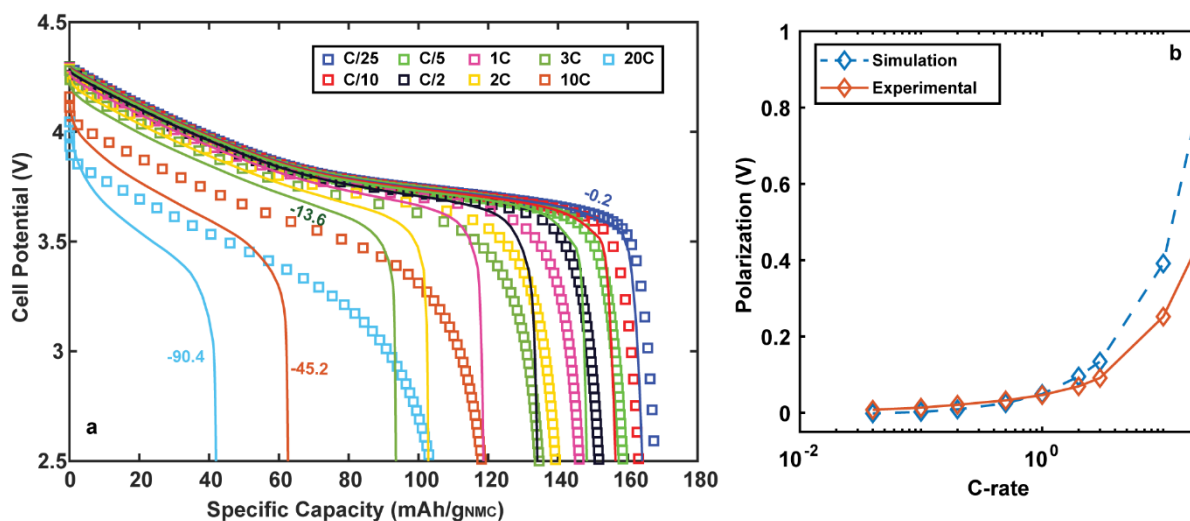 4.5
4
3.5
3
2.5
Cell Potential (V)
C/25 C/5 1C 3C 20C
C/10 C/2 2C 10C
-0.2
-13.6
-90.4
-45.2
a
0 20 40 60 80 100 120 140 160 180
Specific Capacity (mAh/gNMC)
b
Simulation
Experimental
1
0.8
0.6
0.4
0.2
0
Polarization (V)
10-2 100
C-rate